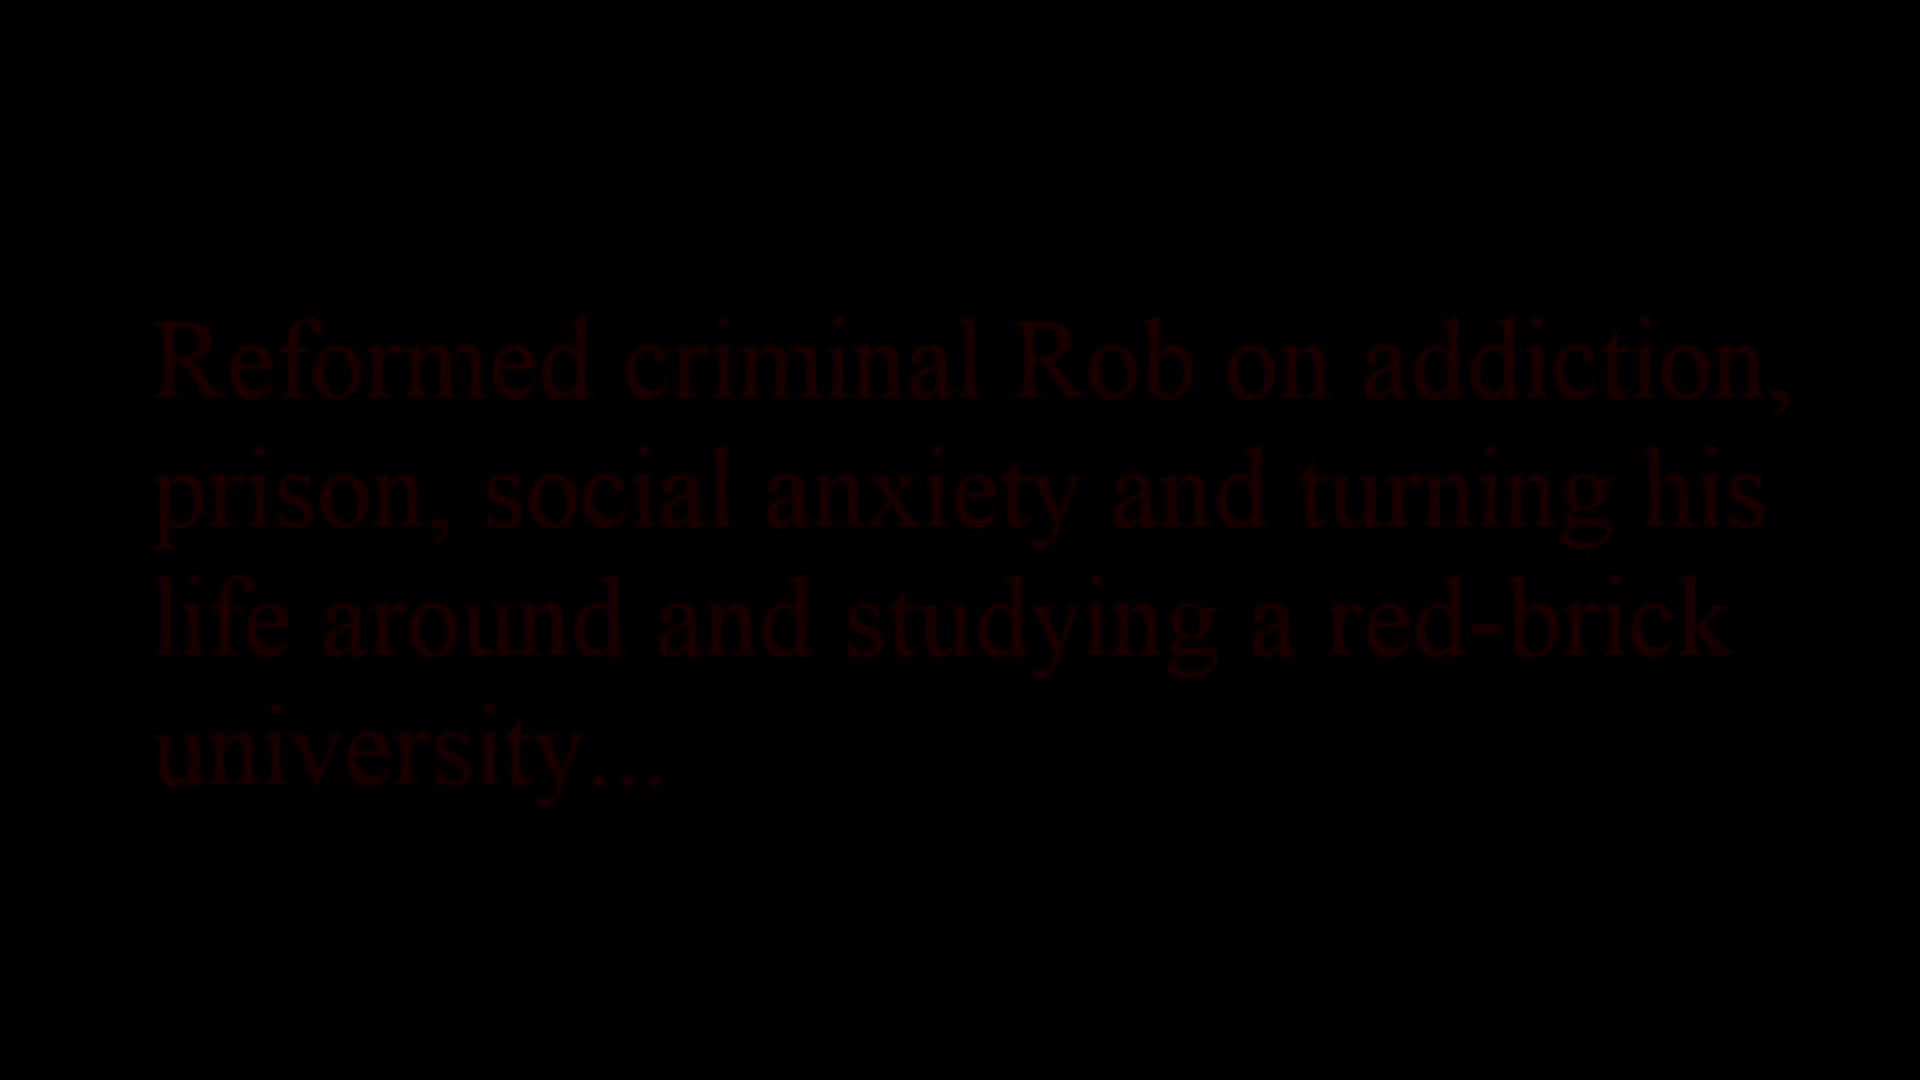 Reformed criminal Rob on addiction,
prison, social anxiety and turning his
life around and studying a red-brick
university...